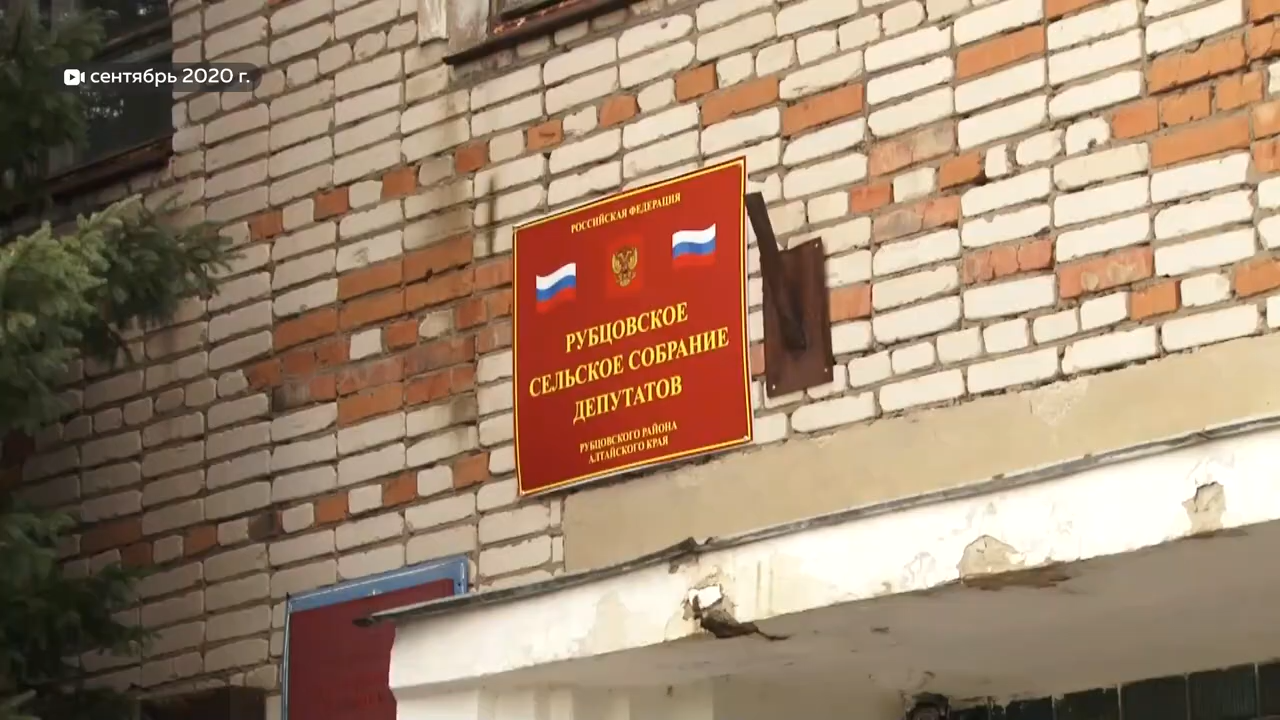 сентябрь 2020 г.
РОССИЙСКАЯ ФЕДЕРАЦИЯ
РУБЦОВСКОЕ
СЕЛЬСКОЕ СОБРАНИЕ
ДЕПУТАТОВ
РУБЦОВСКОГО РАЙОНА
АЛТАЙСКОГО КРАЯ